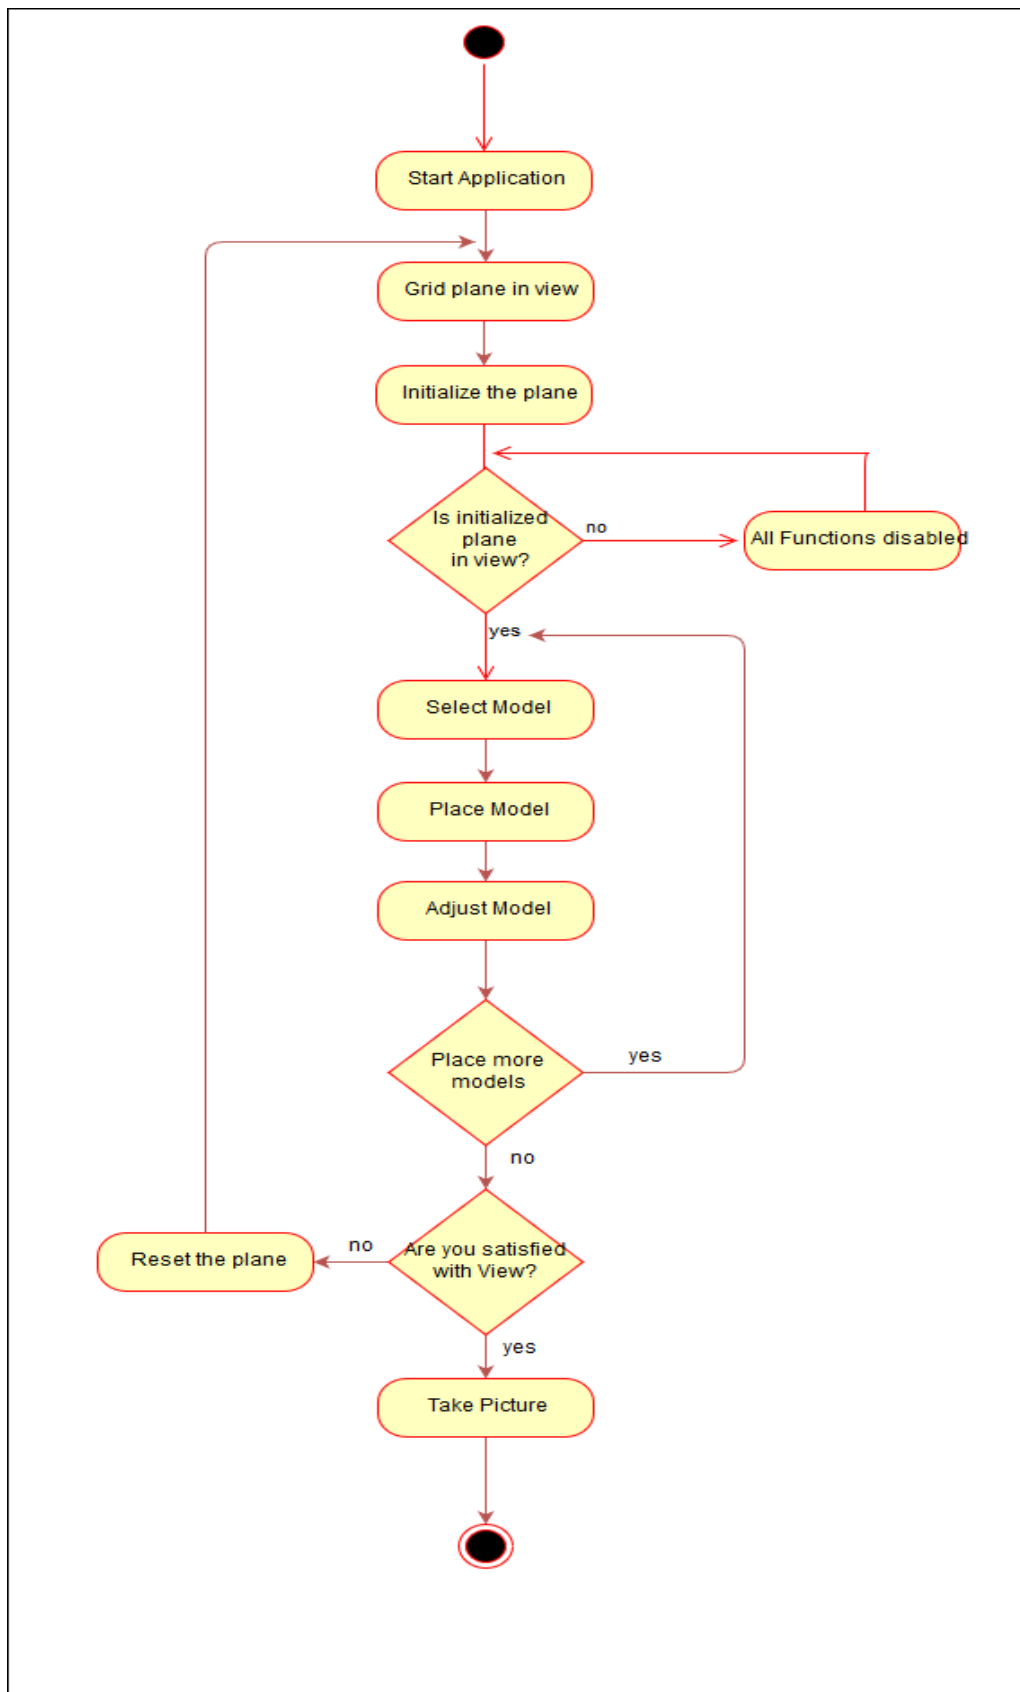 Start Application
Grid plane in view
Initialize the plane
Is initialized
plane
in view?
no
All Functions disabled
yes
Select Model
Place Model
Adjust Model
Place more
models
yes
no
Are you satisfied
with View?
no
Reset the plane
yes
Take Picture